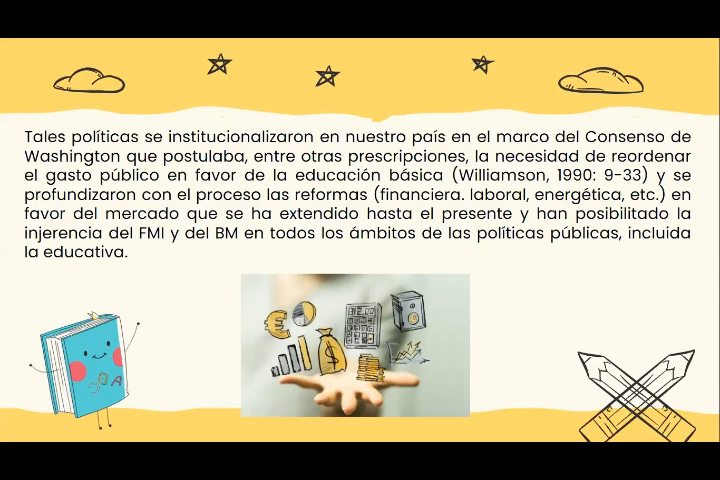 Tales políticas se institucionalizaron en nuestro país en el marco del Consenso de
Washington que postulaba, entre otras prescripciones, la necesidad de reordenar
el gasto público en favor de la educación básica (Williamson, 1990: 9-33) y se
profundizaron con el proceso las reformas (financiera. laboral, energética, etc.) en
favor del mercado que se ha extendido hasta el presente y han posibilitado la
injerencia del FMI y del BM en todos los ámbitos de las políticas públicas, incluida
la educativa.